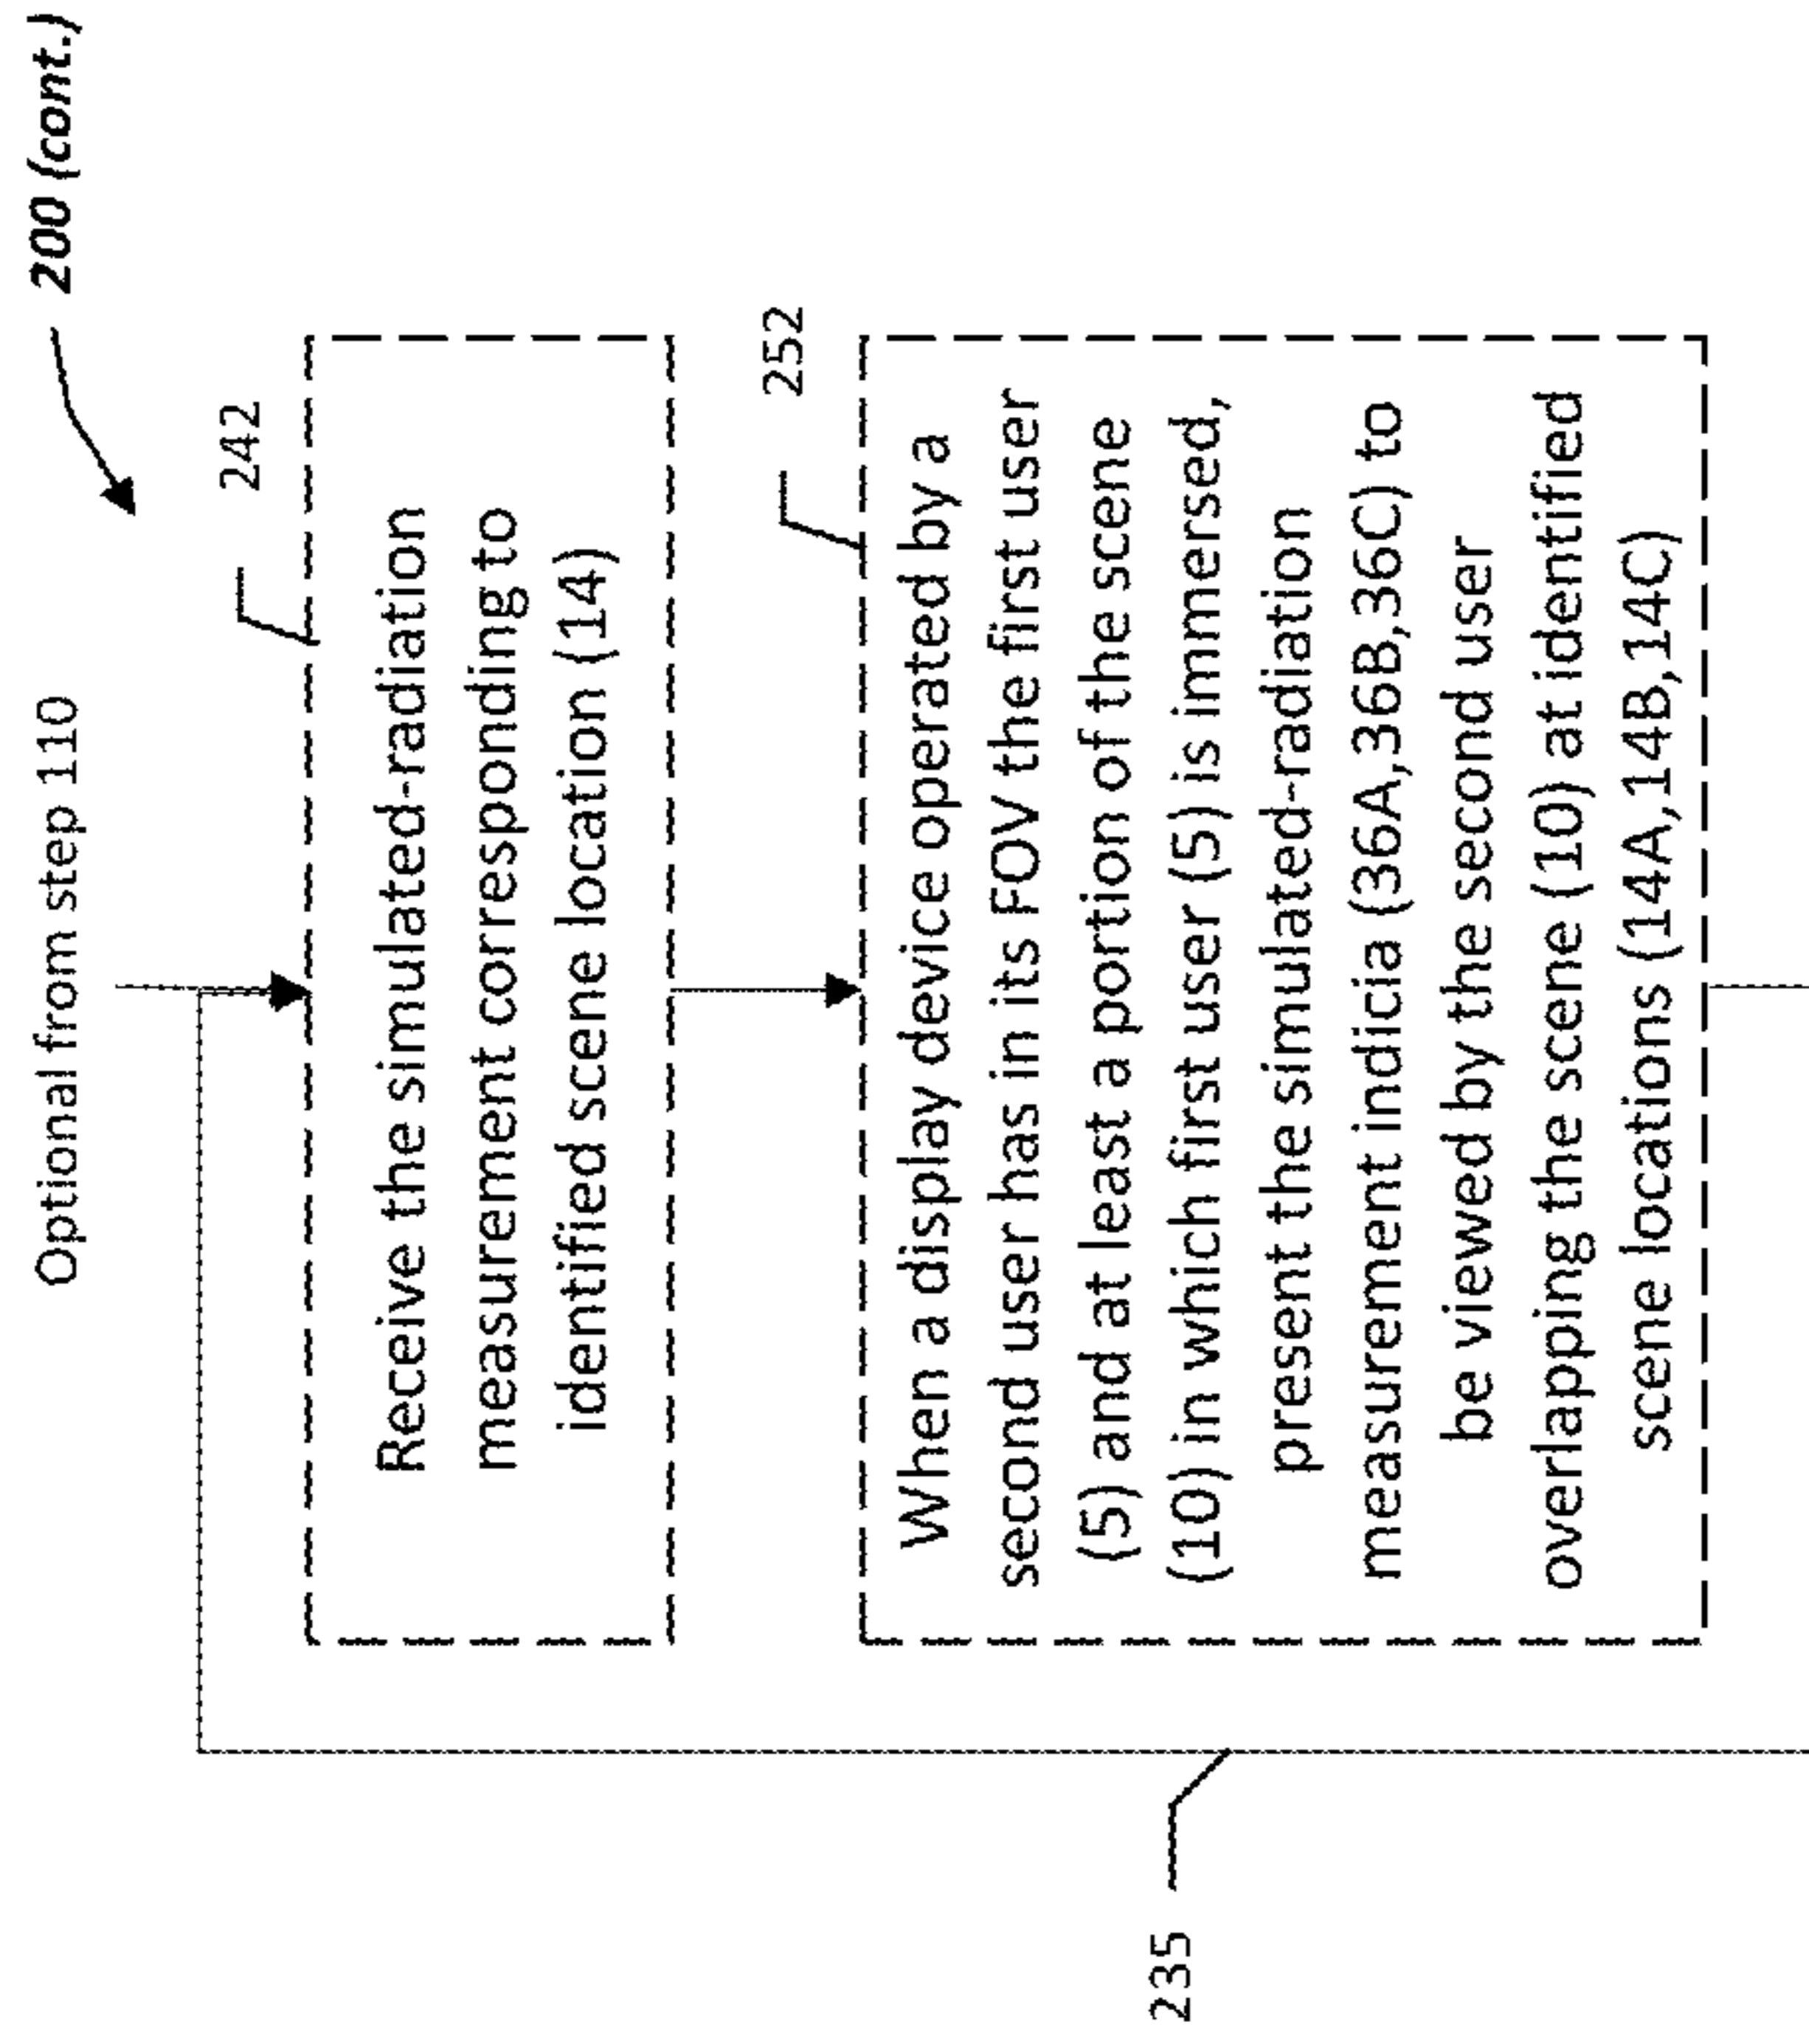 200 (cont.)
Optional from step 110
242
Receive the simulated-radiation
measurement corresponding to
identified scene location (14)
252
When a display device operated by a
second user has in its FOV the first user
(5) and at least a portion of the scene
(10) in which first user (5) is immersed,
present the simulated-radiation
measurement indicia (36A,36B,36C) to
be viewed by the second user
overlapping the scene (10) at identified
scene locations (14A,14B,14C)
235